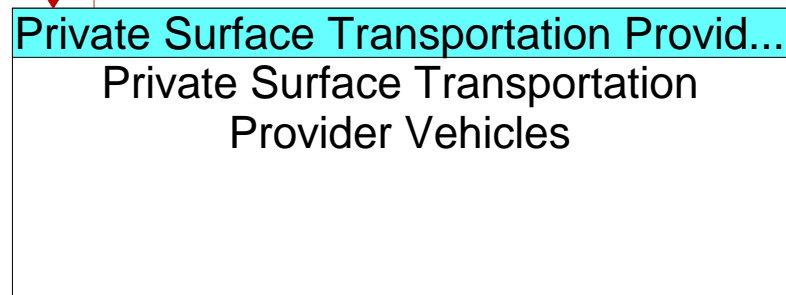 Private Surface Transportation Provid...
Private Surface Transportation
Provider Vehicles